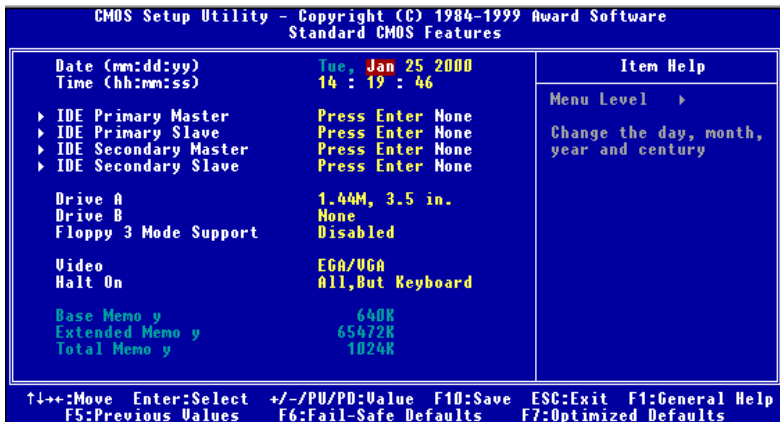 CMOS Setup Utility - Copyright (C) 1984-1999 Award Software
Standard CMOS Features
Date (mm:dd:yy) Tue, Jan 25 2000
Time (hh:mm:ss) 14 : 19 : 46
▸ IDE Primary Master Press Enter None
▸ IDE Primary Slave Press Enter None
▸ IDE Secondary Master Press Enter None
▸ IDE Secondary Slave Press Enter None
Drive A 1.44M, 3.5 in.
Drive B None
Floppy 3 Mode Support Disabled
Video EGA/VGA
Halt On All,But Keyboard
Base Memo y 640K
Extended Memo y 65472K
Total Memo y 1024K
Item Help
Menu Level ▸
Change the day, month,
year and century
↑↓→←:Move Enter:Select +/-/PU/PD:Value F10:Save ESC:Exit F1:General Help
F5:Previous Values F6:Fail-Safe Defaults F7:Optimized Defaults